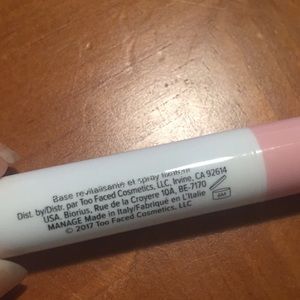 Base revitalisante et spray fixant
Dist. by/Distr. par Too Faced Cosmetics, LLC, Irvine, CA 92614
USA. Biorius, Rue de la Croyere 10A, BE-7170
MANAGE Made in Italy/Fabriqué en L'Italie
© 2017 Too Faced Cosmetics, LLC